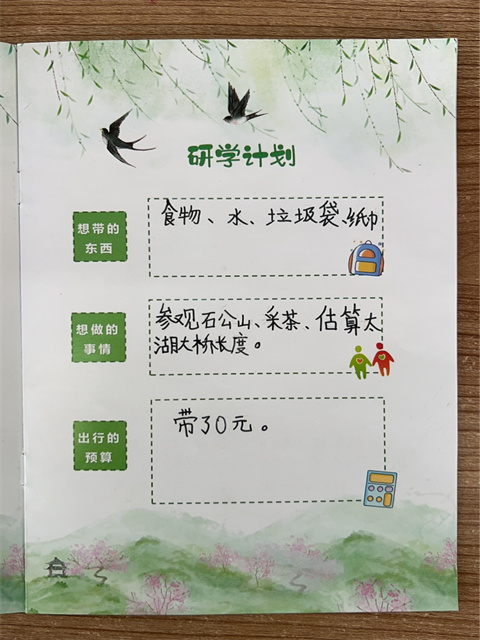 研学计划
想带的
东西
食物、水、垃圾袋、纸巾
想做的
事情
参观石公山、采茶、估算太
湖大桥长度。
出行的
预算
带30元。